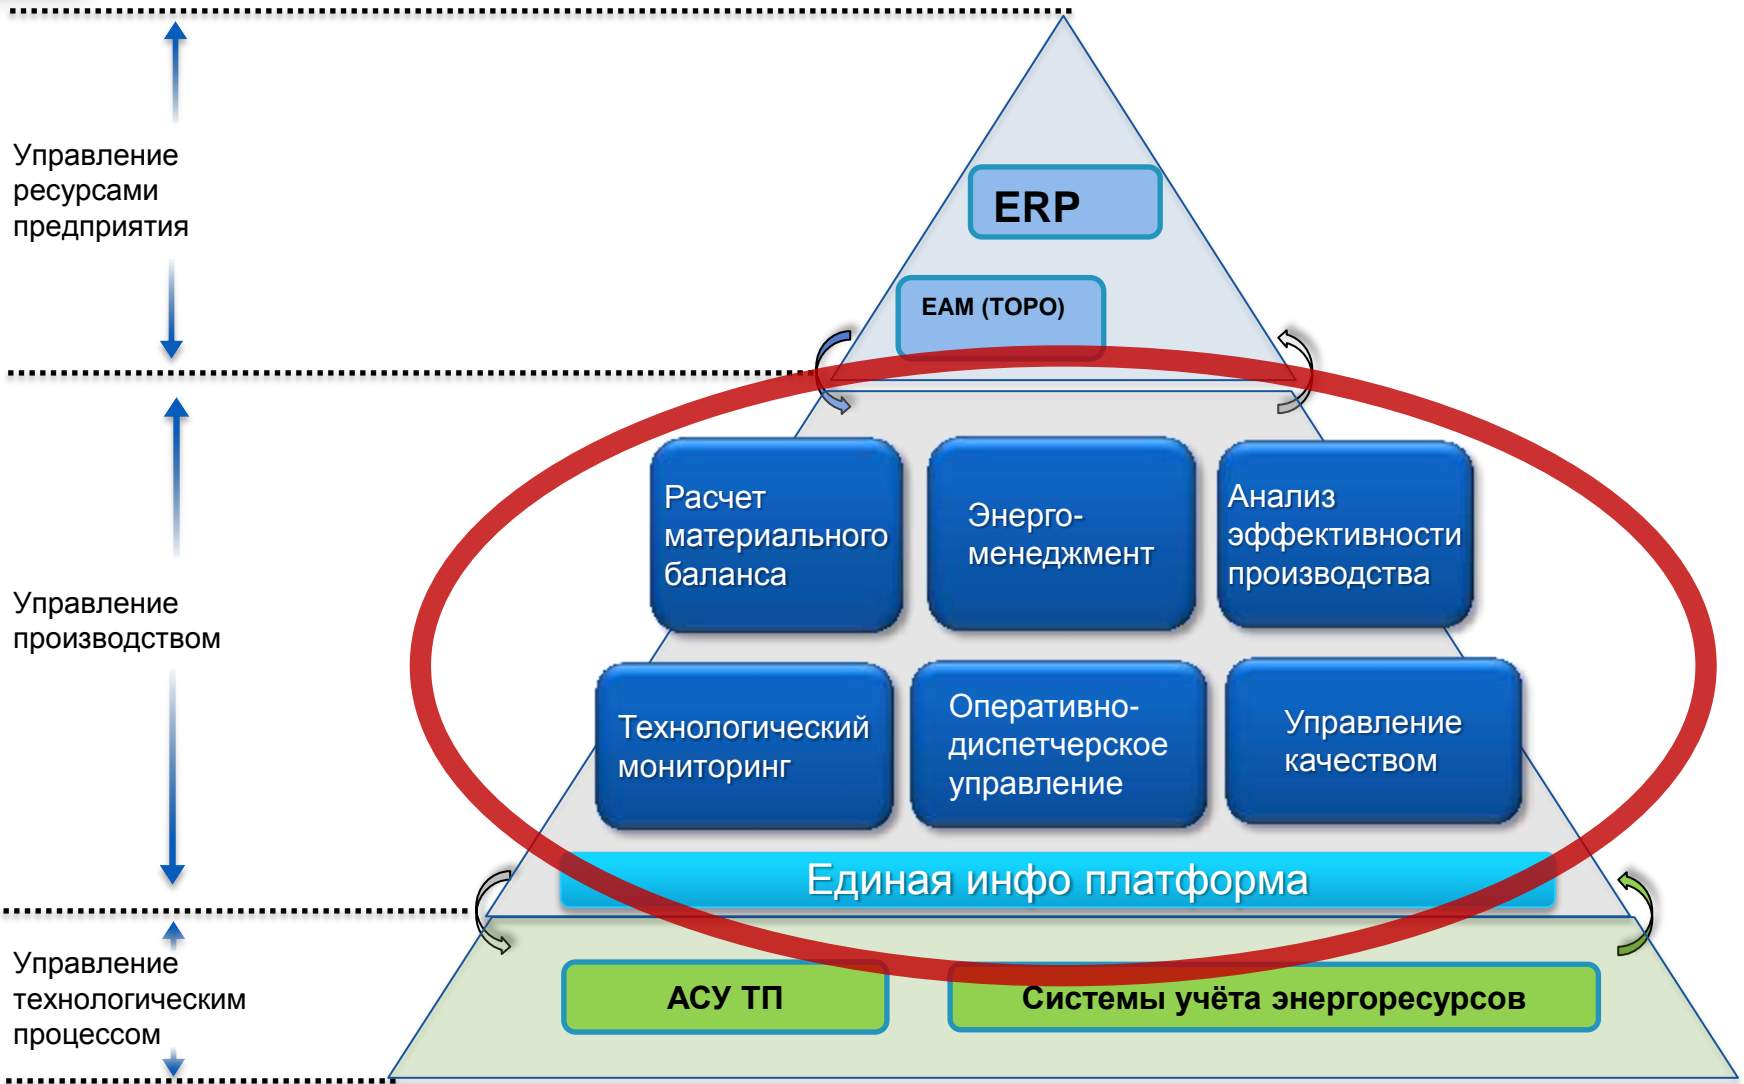 Управление
ресурсами
предприятия
ERP
EAM (ТОРО)
Управление
производством
Расчет
материального
баланса
Энерго-
менеджмент
Анализ
эффективности
производства
Технологический
мониторинг
Оперативно-
диспетчерское
управление
Управление
качеством
Единая инфо платформа
Управление
технологическим
процессом
АСУ ТП
Системы учёта энергоресурсов